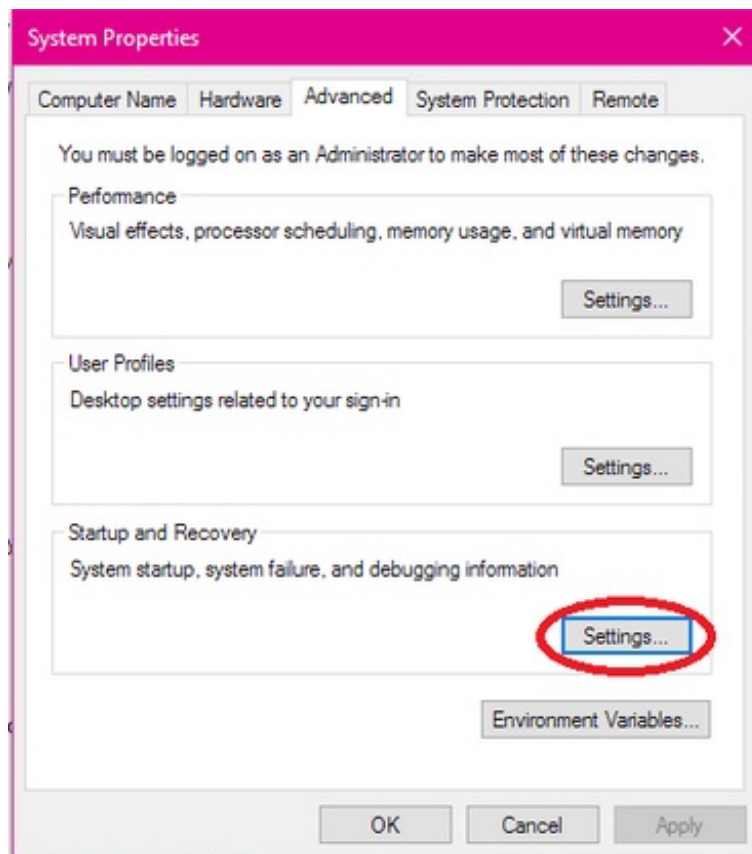 System Properties
Computer Name Hardware Advanced System Protection Remote
You must be logged on as an Administrator to make most of these changes.
Performance
Visual effects, processor scheduling, memory usage, and virtual memory
Settings...
User Profiles
Desktop settings related to your sign-in
Settings...
Startup and Recovery
System startup, system failure, and debugging information
Settings...
Environment Variables...
OK Cancel Apply